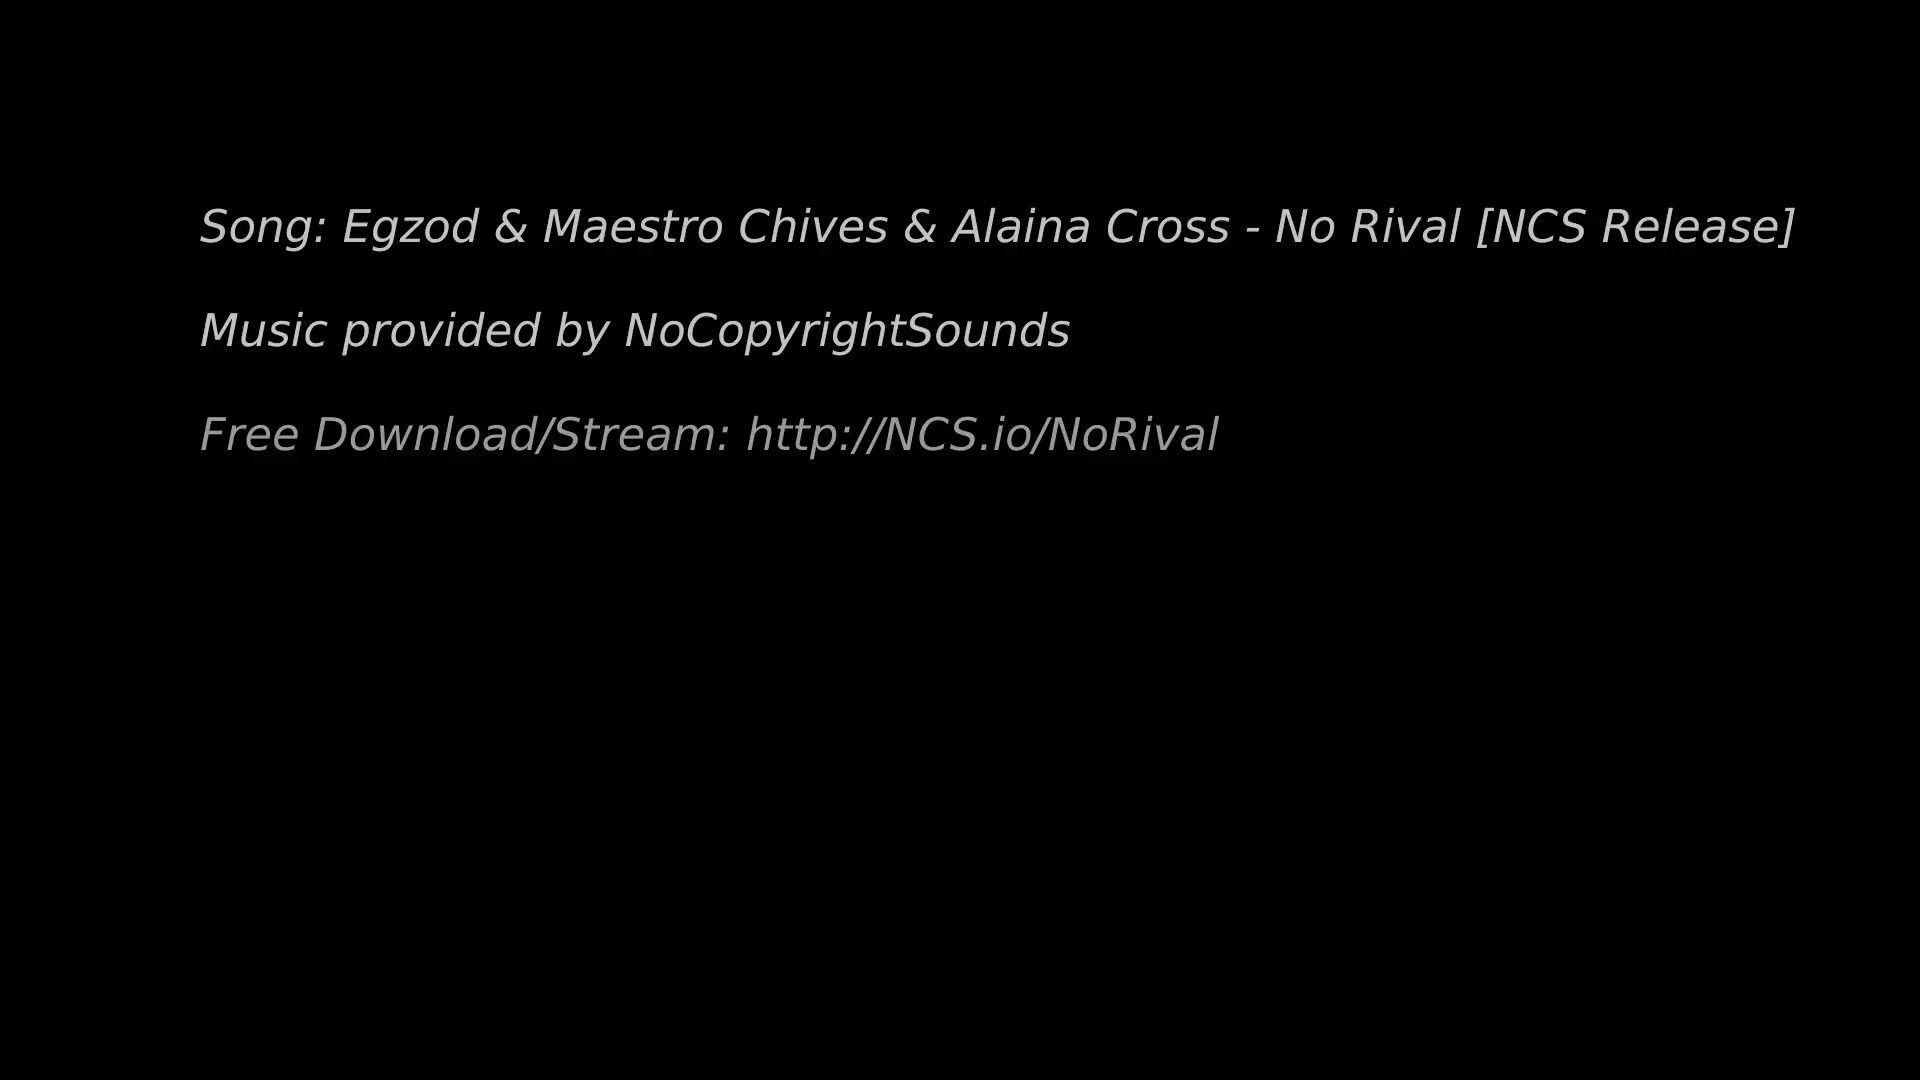 Song: Egzod & Maestro Chives & Alaina Cross - No Rival [NCS Release]
Music provided by NoCopyrightSounds
Free Download/Stream: http://NCS.io/NoRival